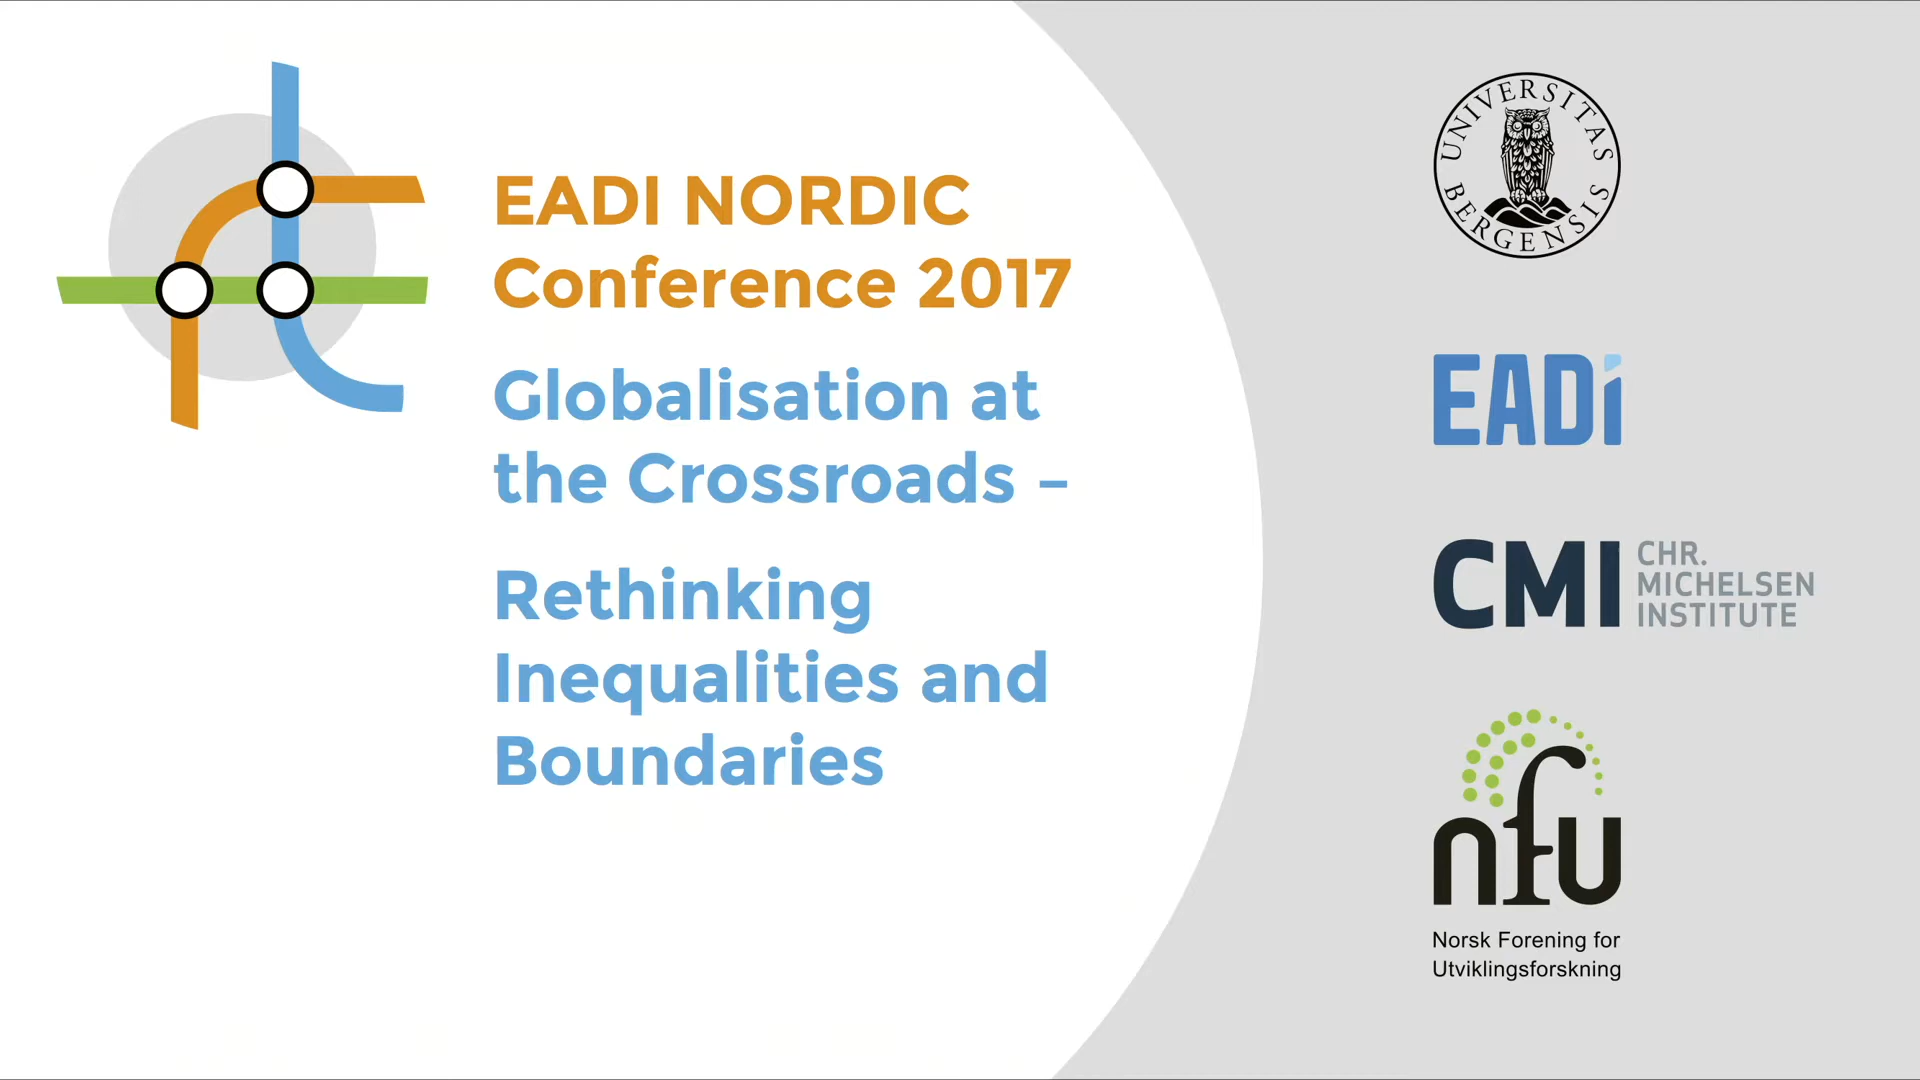 EADI NORDIC
Conference 2017
Globalisation at
the Crossroads –
Rethinking
Inequalities and
Boundaries
UNIVERSITAS
BERGENSIS
EADi
CMI
CHR.
MICHELSEN
INSTITUTE
nfu
Norsk Forening for
Utviklingsforskning